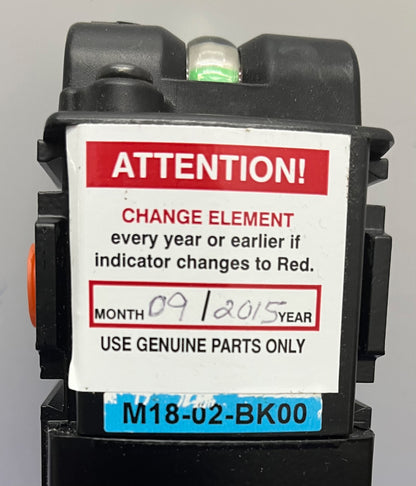 ATTENTION!
CHANGE ELEMENT
every year or earlier if
indicator changes to Red.
MONTH 09 / 2015 YEAR
USE GENUINE PARTS ONLY
M18-02-BK00